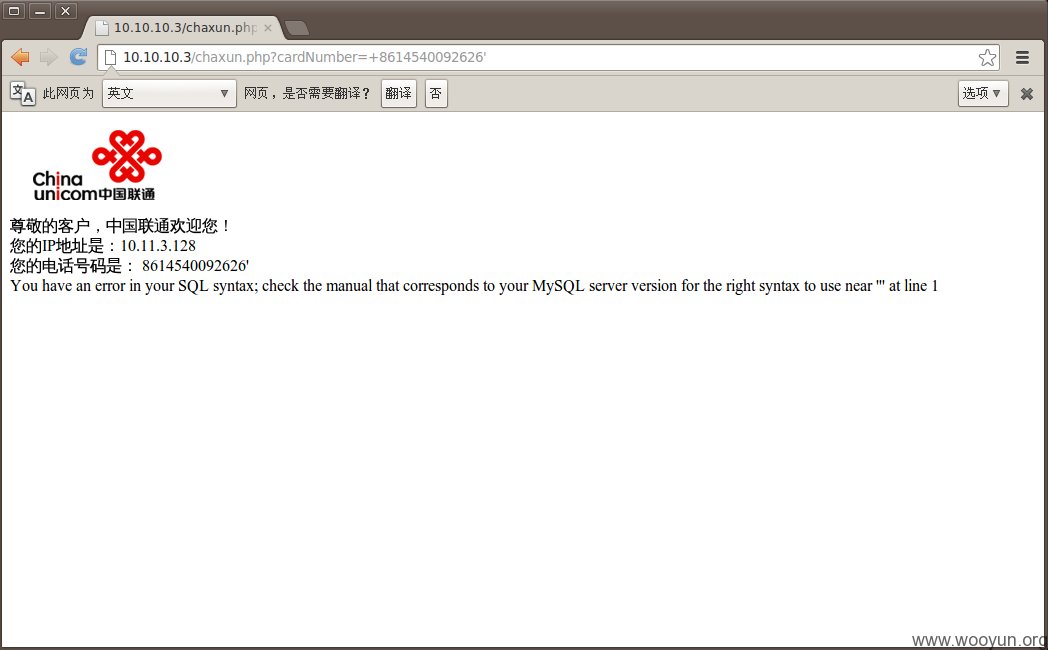 10.10.10.3/chaxun.php
10.10.10.3/chaxun.php?cardNumber=+8614540092626'
此网页为 英文 网页，是否需要翻译？ 翻译 否 选项
China
unicom中国联通
尊敬的客户，中国联通欢迎您！
您的IP地址是：10.11.3.128
您的电话号码是： 8614540092626'
You have an error in your SQL syntax; check the manual that corresponds to your MySQL server version for the right syntax to use near ''' at line 1
www.wooyun.org